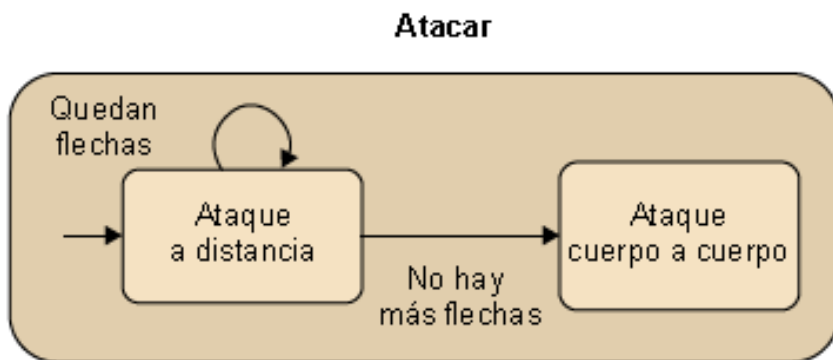 Atacar
Quedan
flechas
Ataque
a distancia
No hay
más flechas
Ataque
cuerpo a cuerpo